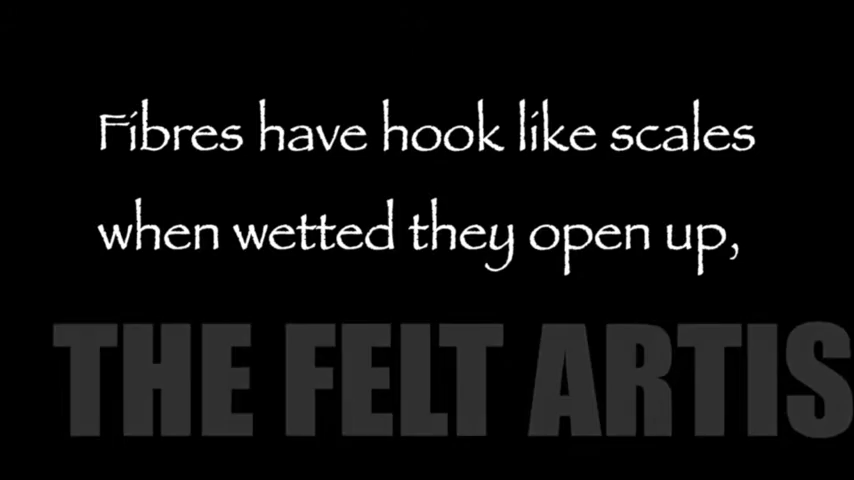 Fibres have hook like scales
when wetted they open up,
THE FELT ARTIS